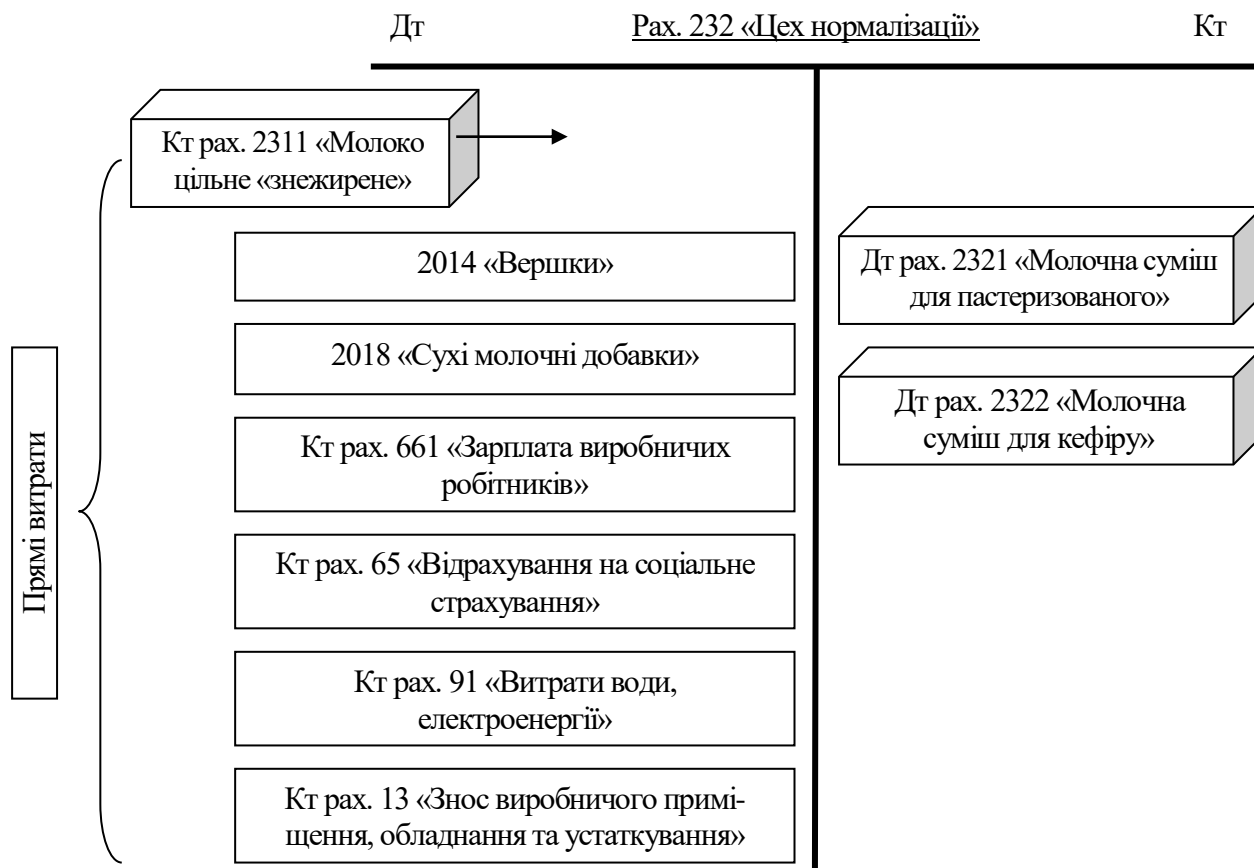 Дт Рах. 232 «Цех нормалізації» Кт
Кт рах. 2311 «Молоко
цільне «знежирене»
2014 «Вершки»
2018 «Сухі молочні добавки»
Кт рах. 661 «Зарплата виробничих
робітників»
Кт рах. 65 «Відрахування на соціальне
страхування»
Кт рах. 91 «Витрати води,
електроенергії»
Кт рах. 13 «Знос виробничого примі-
щення, обладнання та устаткування»
Прямі витрати
Дт рах. 2321 «Молочна суміш
для пастеризованого»
Дт рах. 2322 «Молочна
суміш для кефіру»